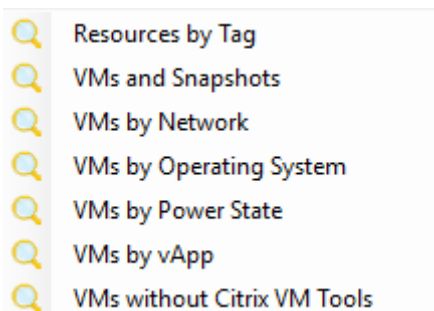 Resources by Tag
VMs and Snapshots
VMs by Network
VMs by Operating System
VMs by Power State
VMs by vApp
VMs without Citrix VM Tools